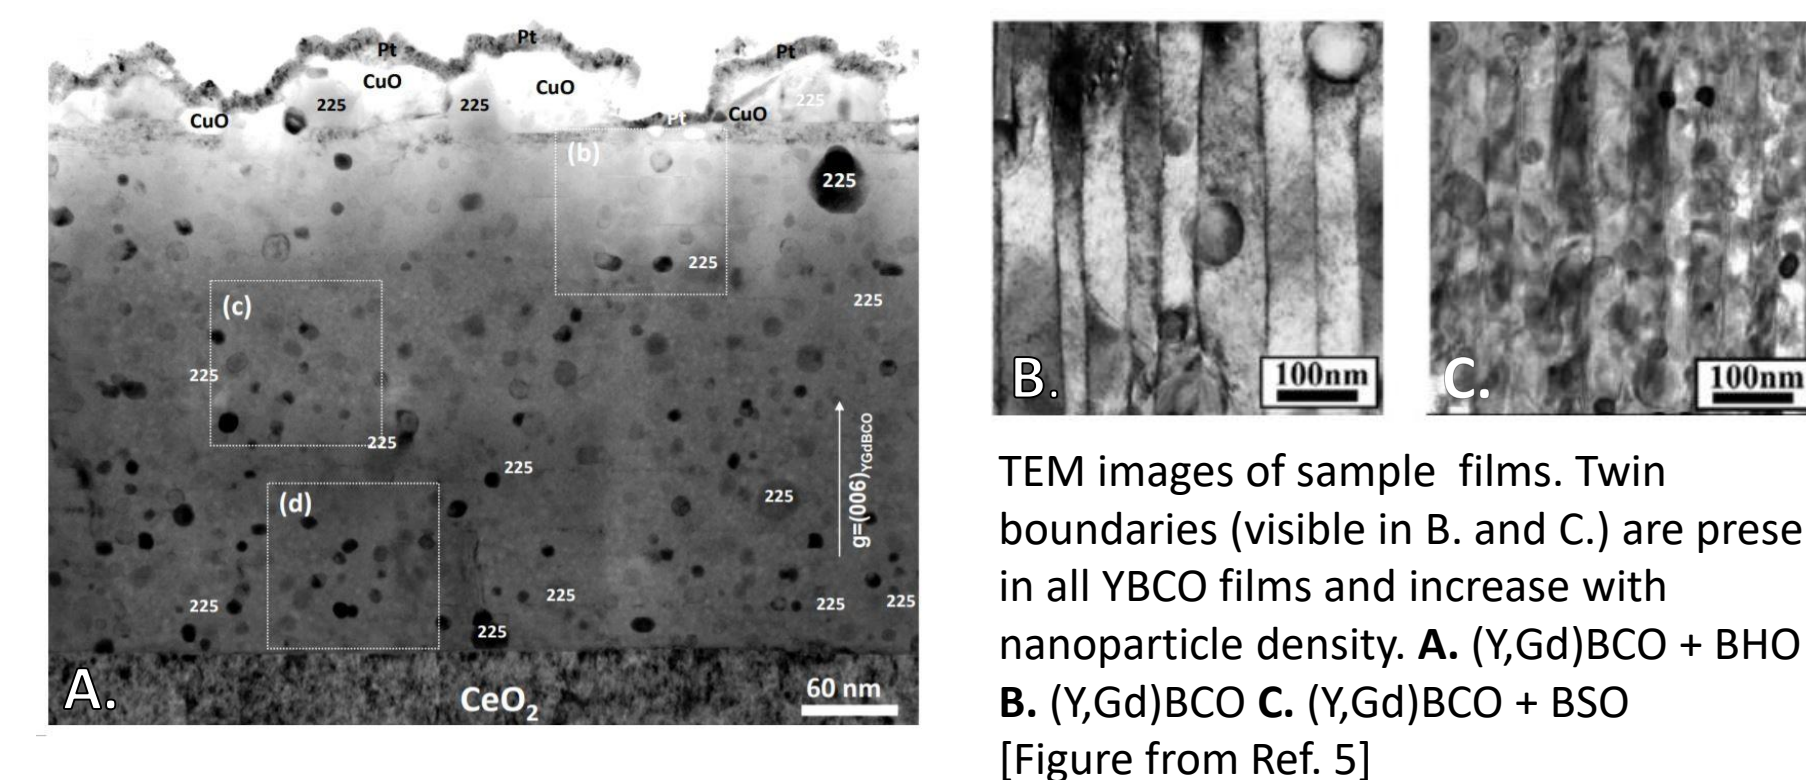 Pt
Pt
Pt
CuO
CuO
225
225
225
CuO
CuO
Pt
(b)
225
225
(c)
225
225
225
225
(d)
g=(006)YGdBCO
225
225
225
225
225
A.
CeO2
60 nm
B.
100nm
C.
100nm
TEM images of sample films. Twin
boundaries (visible in B. and C.) are prese
in all YBCO films and increase with
nanoparticle density. A. (Y,Gd)BCO + BHO
B. (Y,Gd)BCO C. (Y,Gd)BCO + BSO
[Figure from Ref. 5]